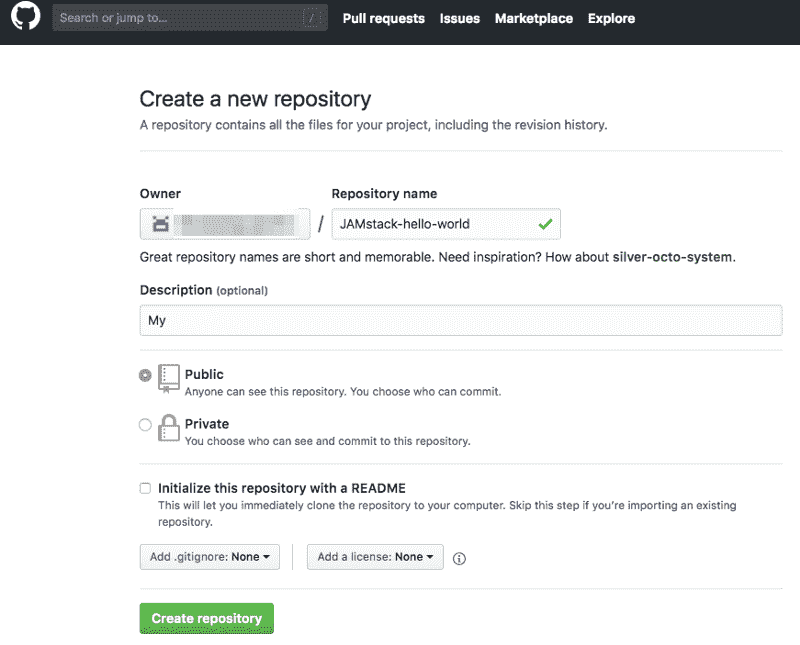 Search or jump to... /
Pull requests Issues Marketplace Explore
Create a new repository
A repository contains all the files for your project, including the revision history.
Owner Repository name
/ JAMstack-hello-world
Great repository names are short and memorable. Need inspiration? How about silver-octo-system.
Description (optional)
My
Public
Anyone can see this repository. You choose who can commit.
Private
You choose who can see and commit to this repository.
Initialize this repository with a README
This will let you immediately clone the repository to your computer. Skip this step if you’re importing an existing
repository.
Add .gitignore: None Add a license: None
Create repository